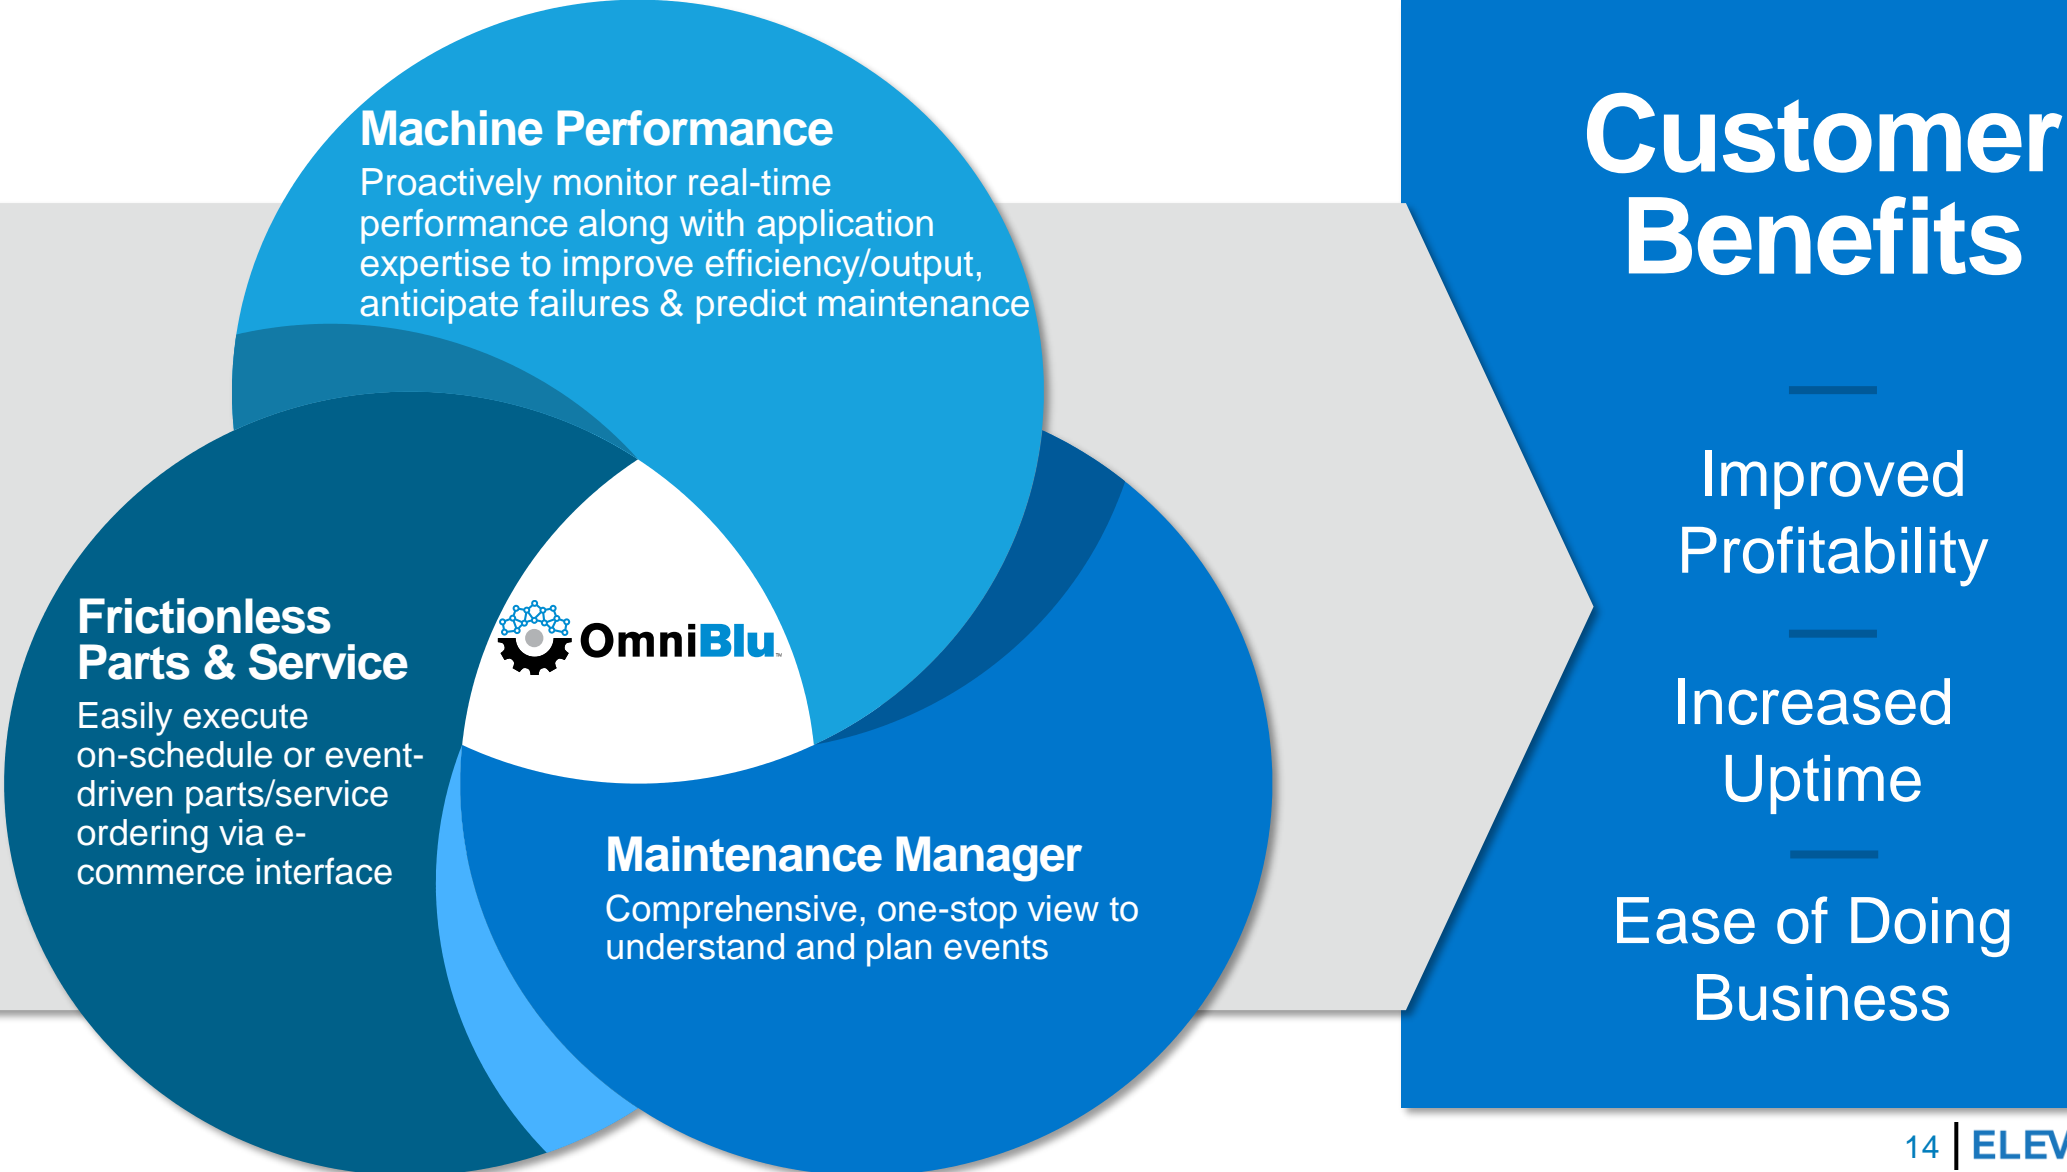 Machine Performance
Proactively monitor real-time
performance along with application
expertise to improve efficiency/output,
anticipate failures & predict maintenance
Frictionless
Parts & Service
Easily execute
on-schedule or event-
driven parts/service
ordering via e-
commerce interface
OmniBlu™
Maintenance Manager
Comprehensive, one-stop view to
understand and plan events
Customer
Benefits
Improved
Profitability
Increased
Uptime
Ease of Doing
Business
14